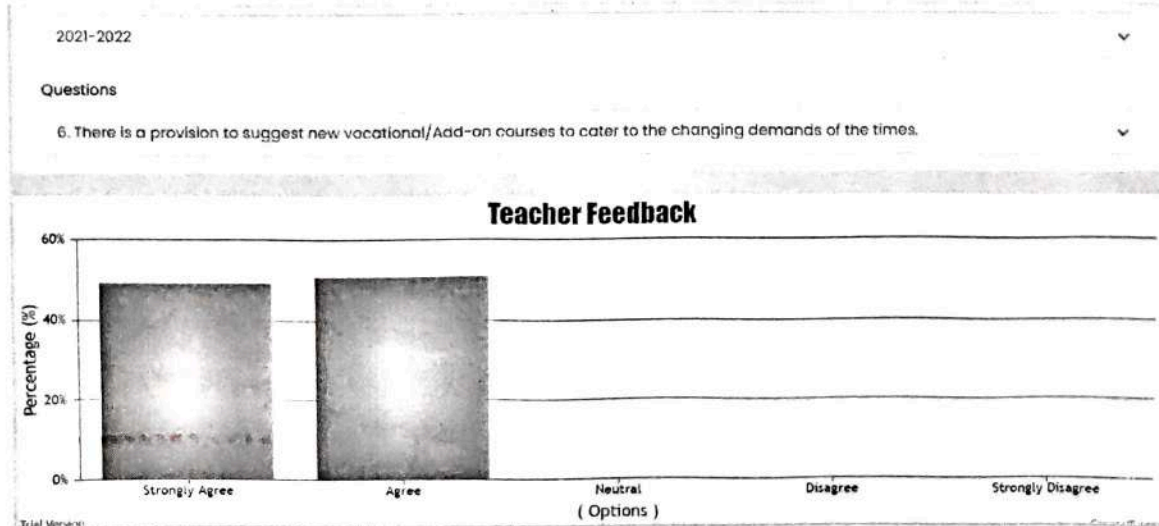 2021-2022
Questions
6. There is a provision to suggest new vocational/Add-on courses to cater to the changing demands of the times.
Teacher Feedback
60%
40%
20%
0%
Percentage (%)
Strongly Agree Agree Neutral Disagree Strongly Disagree
( Options )
Trial Version